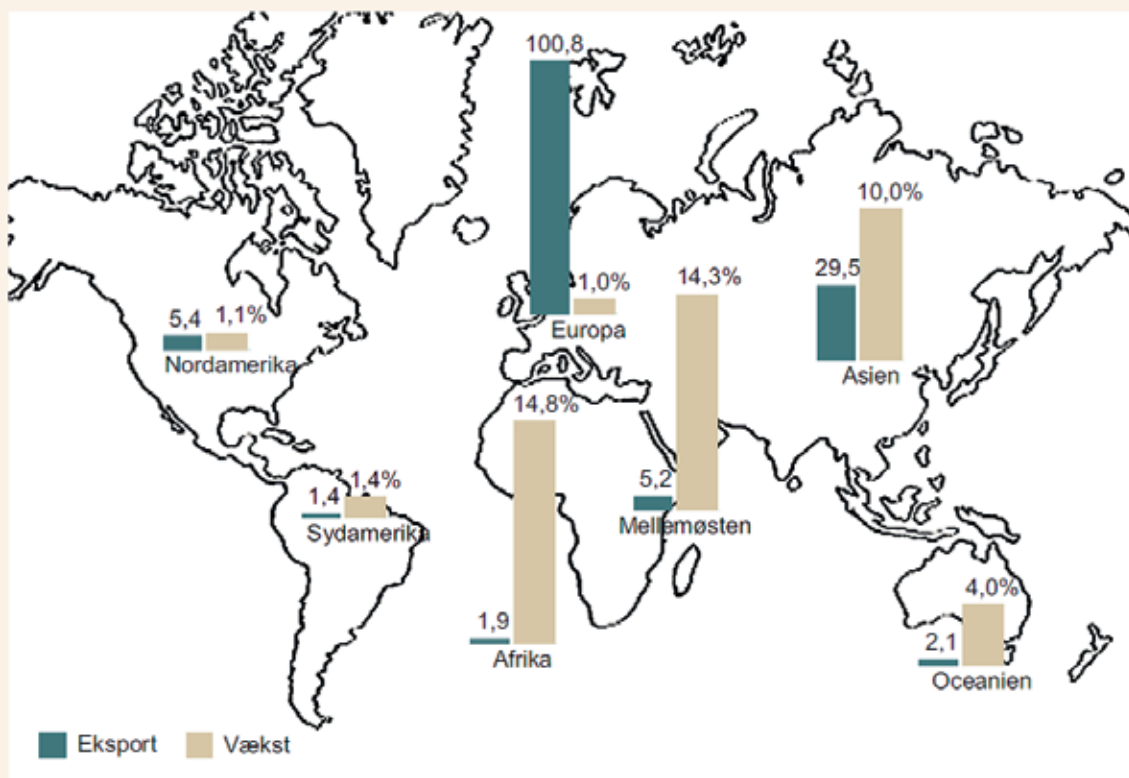 100,8
1,0%
Europa
10,0%
29,5
Asien
14,3%
5,2
Mellemøsten
5,4
1,1%
Nordamerika
14,8%
1,9
Afrika
1,4
1,4%
Sydamerika
4,0%
2,1
Oceanien
Eksport
Vækst